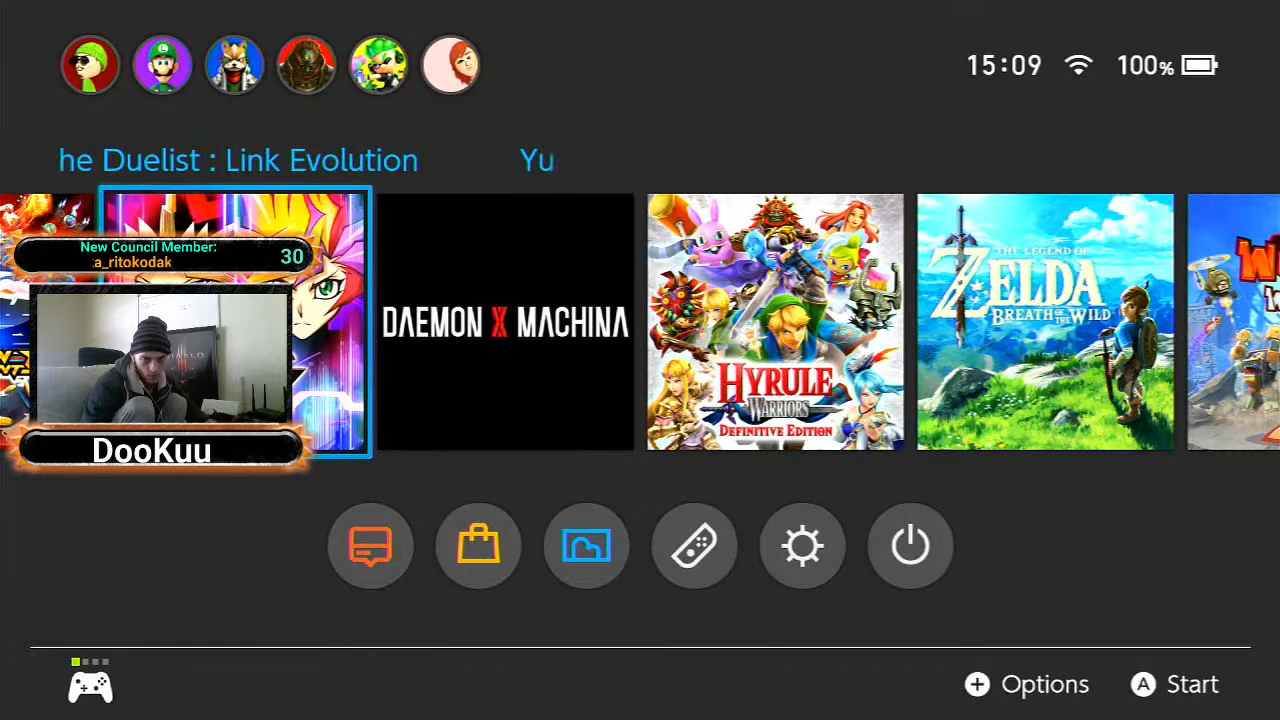 15:09 100%
he Duelist : Link Evolution Yu
New Council Member:
:a_ritokodak
30
DIABLO
DooKuu
DAEMON X MACHINA
HYRULE
WARRIORS
DEFINITIVE EDITION
THE LEGEND OF
ZELDA
BREATH OF THE WILD
+ Options
A Start